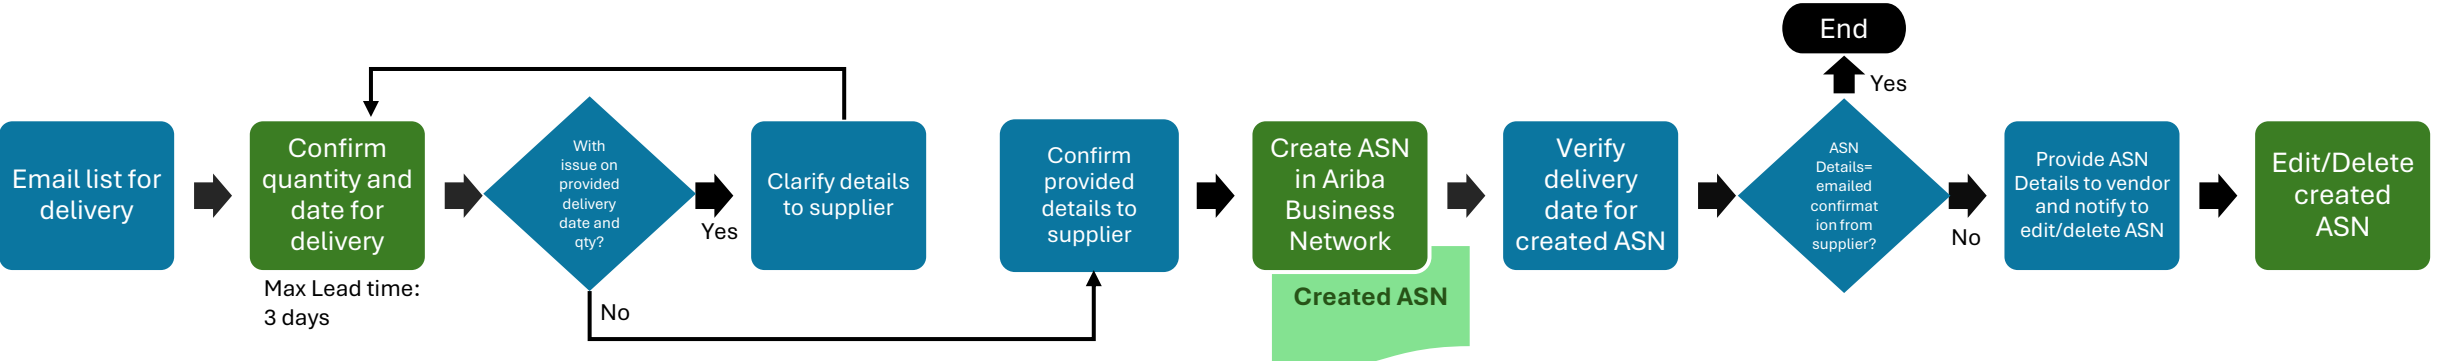 Email list for
delivery
Confirm
quantity and
date for
delivery
Max Lead time:
3 days
With
issue on
provided
delivery
date and
qty?
Yes
No
Clarify details
to supplier
Confirm
provided
details to
supplier
Create ASN
in Ariba
Business
Network
Created ASN
Verify
delivery
date for
created ASN
ASN
Details=
emailed
confirmat
ion from
supplier?
Yes
End
No
Provide ASN
Details to vendor
and notify to
edit/delete ASN
Edit/Delete
created
ASN